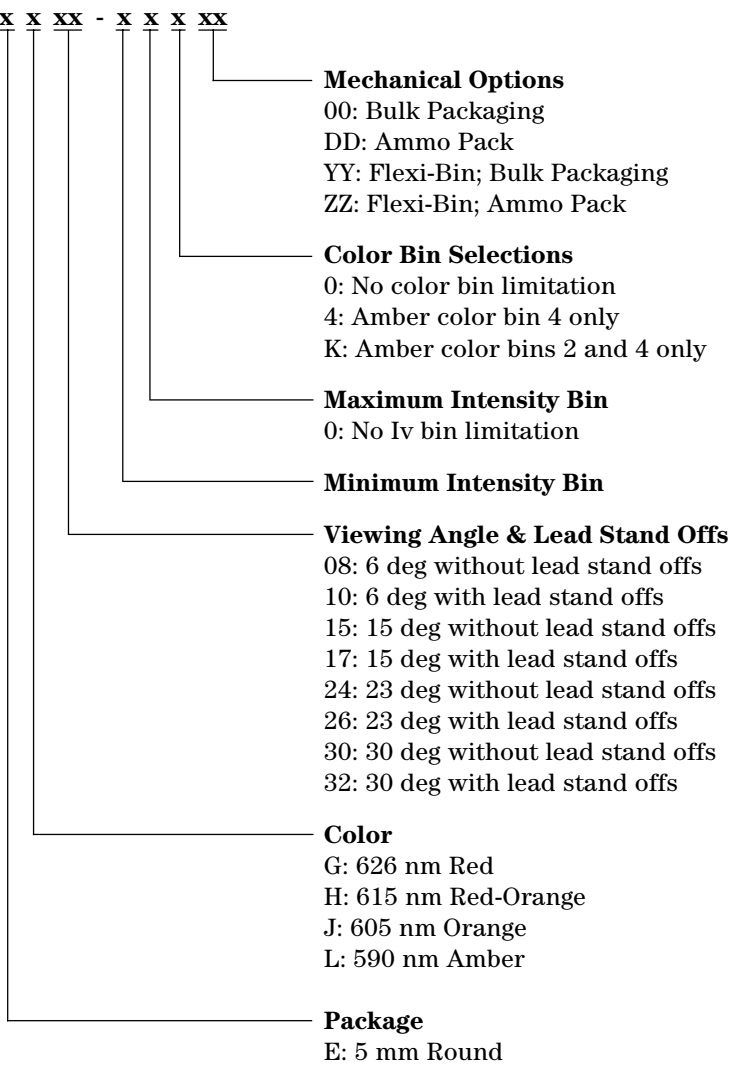 x x xx - x x x xx
Mechanical Options
00: Bulk Packaging
DD: Ammo Pack
YY: Flexi-Bin; Bulk Packaging
ZZ: Flexi-Bin; Ammo Pack
Color Bin Selections
0: No color bin limitation
4: Amber color bin 4 only
K: Amber color bins 2 and 4 only
Maximum Intensity Bin
0: No Iv bin limitation
Minimum Intensity Bin
Viewing Angle & Lead Stand Offs
08: 6 deg without lead stand offs
10: 6 deg with lead stand offs
15: 15 deg without lead stand offs
17: 15 deg with lead stand offs
24: 23 deg without lead stand offs
26: 23 deg with lead stand offs
30: 30 deg without lead stand offs
32: 30 deg with lead stand offs
Color
G: 626 nm Red
H: 615 nm Red-Orange
J: 605 nm Orange
L: 590 nm Amber
Package
E: 5 mm Round